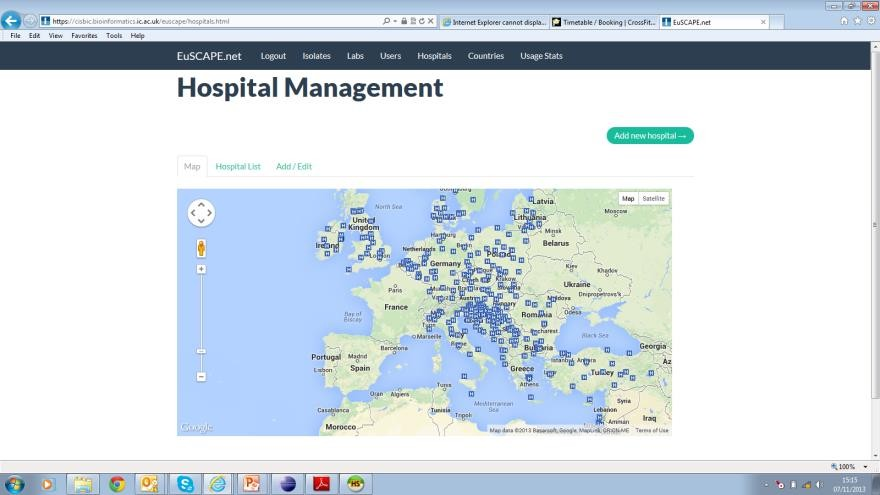 https://cisbic.bioinformatics.ic.ac.uk/euscape/hospitals.html
Internet Explorer cannot displa...
Timetable / Booking | CrossFit...
EuSCAPE.net
File Edit View Favorites Tools Help
EuSCAPE.net Logout Isolates Labs Users Hospitals Countries Usage Stats
Hospital Management
Add new hospital →
Map Hospital List Add / Edit
Map Satellite
North Sea
Latvia
Moscow
United Kingdom
Lithuania
Minsk
Ireland
Hamburg
Belarus
Netherlands
London
Poland
Germany
Kiev
Kharkov
Krakow
Paris
Ukraine
Dnipropetrovs'k
France
Moldova
Odesa
Romania
Bay of Biscay
Marseille
Bucharest
Black Sea
Barcelona
Bulgaria
Georgia
Portugal
Madrid
Istanbul
Ankara
Lisbon
Spain
Greece
Turkey
Athens
Oran
Algiers
Tunis
Syria
Mediterranean Sea
Casablanca
Tunisia
Tripoli
Lebanon
Amman
Iraq
Morocco
Google
Map data ©2013 Basarsoft, Google, MapLink, ORION-ME Terms of Use
100%
15:15
07/11/2013